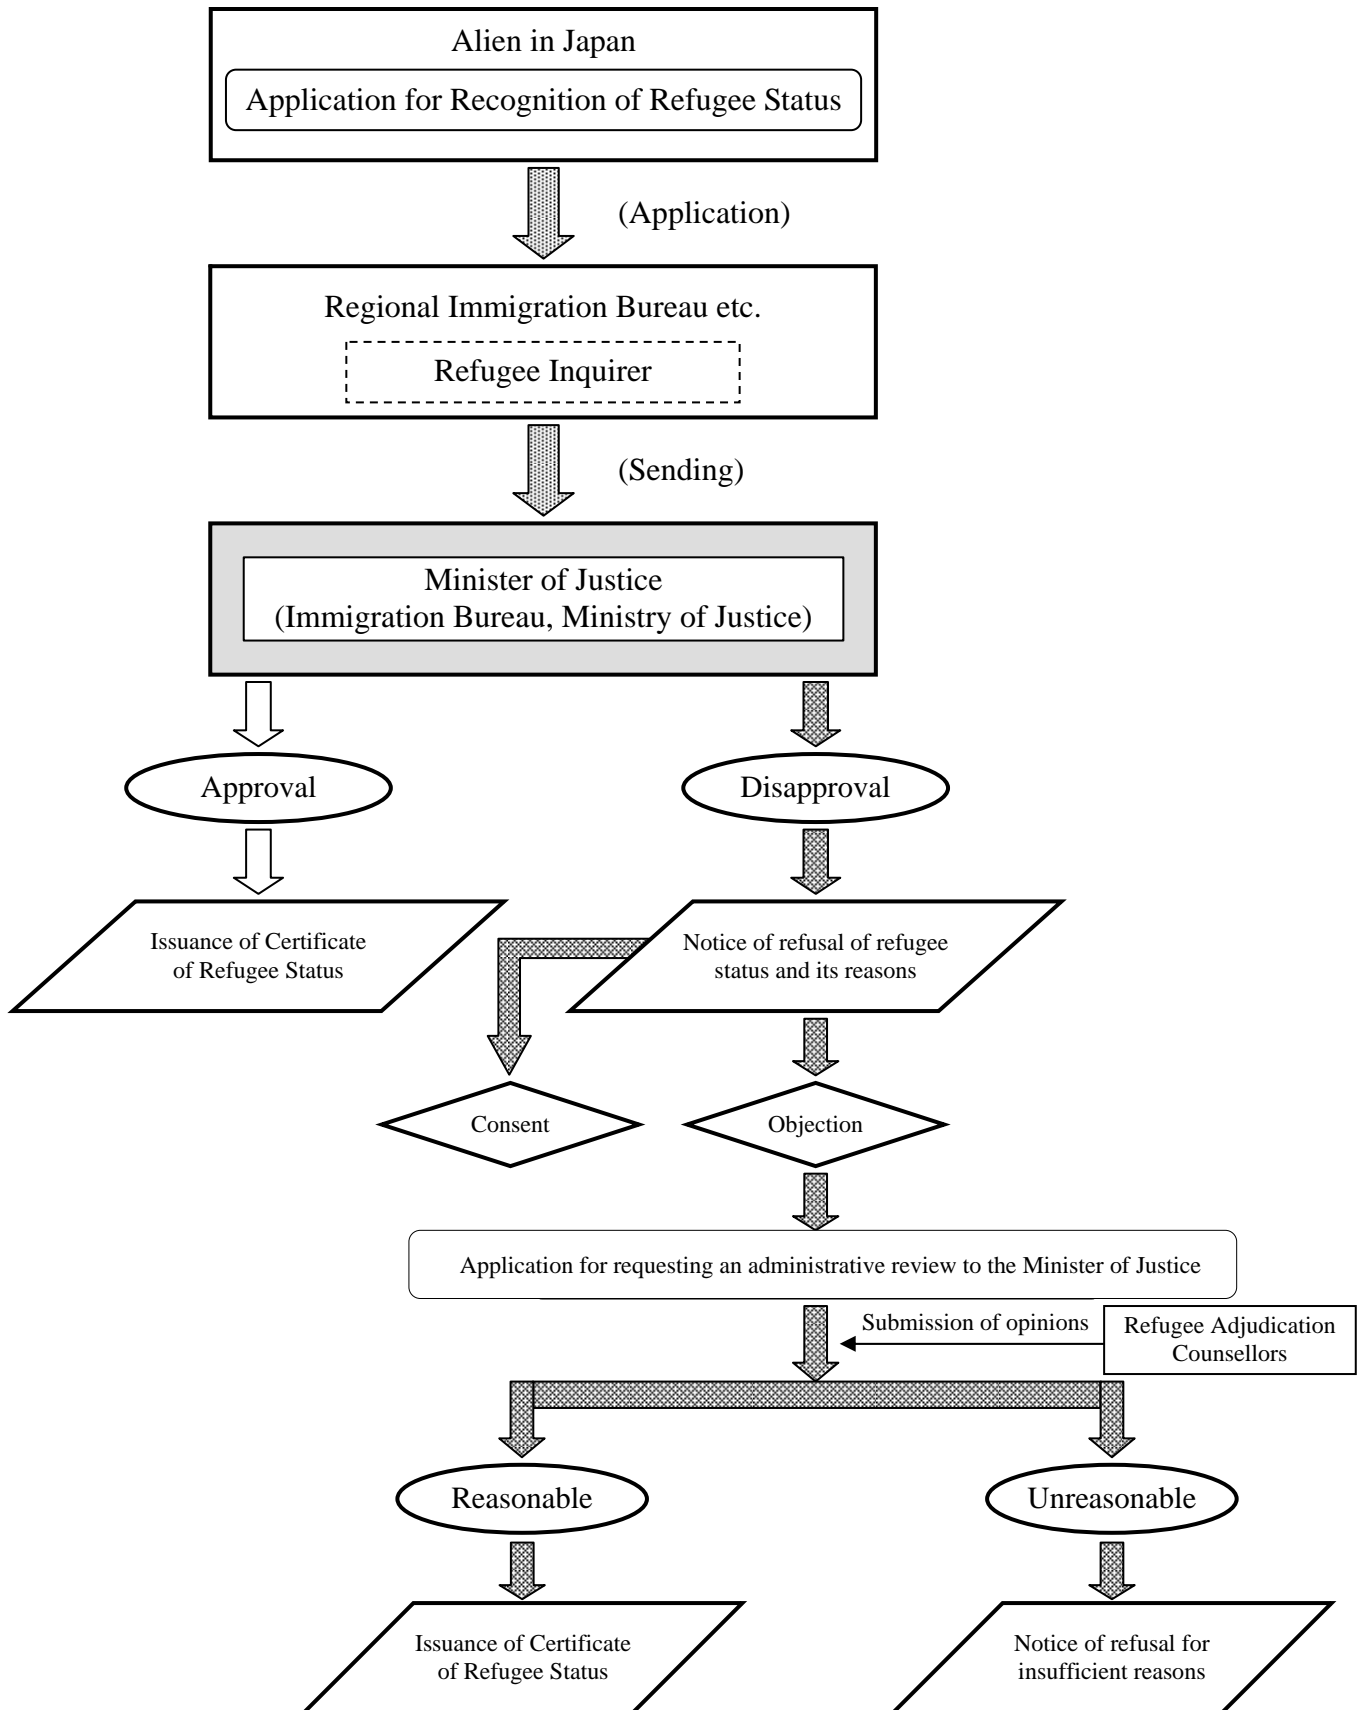 Alien in Japan
Application for Recognition of Refugee Status
(Application)
Regional Immigration Bureau etc.
Refugee Inquirer
(Sending)
Minister of Justice
(Immigration Bureau, Ministry of Justice)
Approval
Disapproval
Issuance of Certificate
of Refugee Status
Notice of refusal of refugee
status and its reasons
Consent
Objection
Application for requesting an administrative review to the Minister of Justice
Submission of opinions
Refugee Adjudication
Counsellors
Reasonable
Unreasonable
Issuance of Certificate
of Refugee Status
Notice of refusal for
insufficient reasons